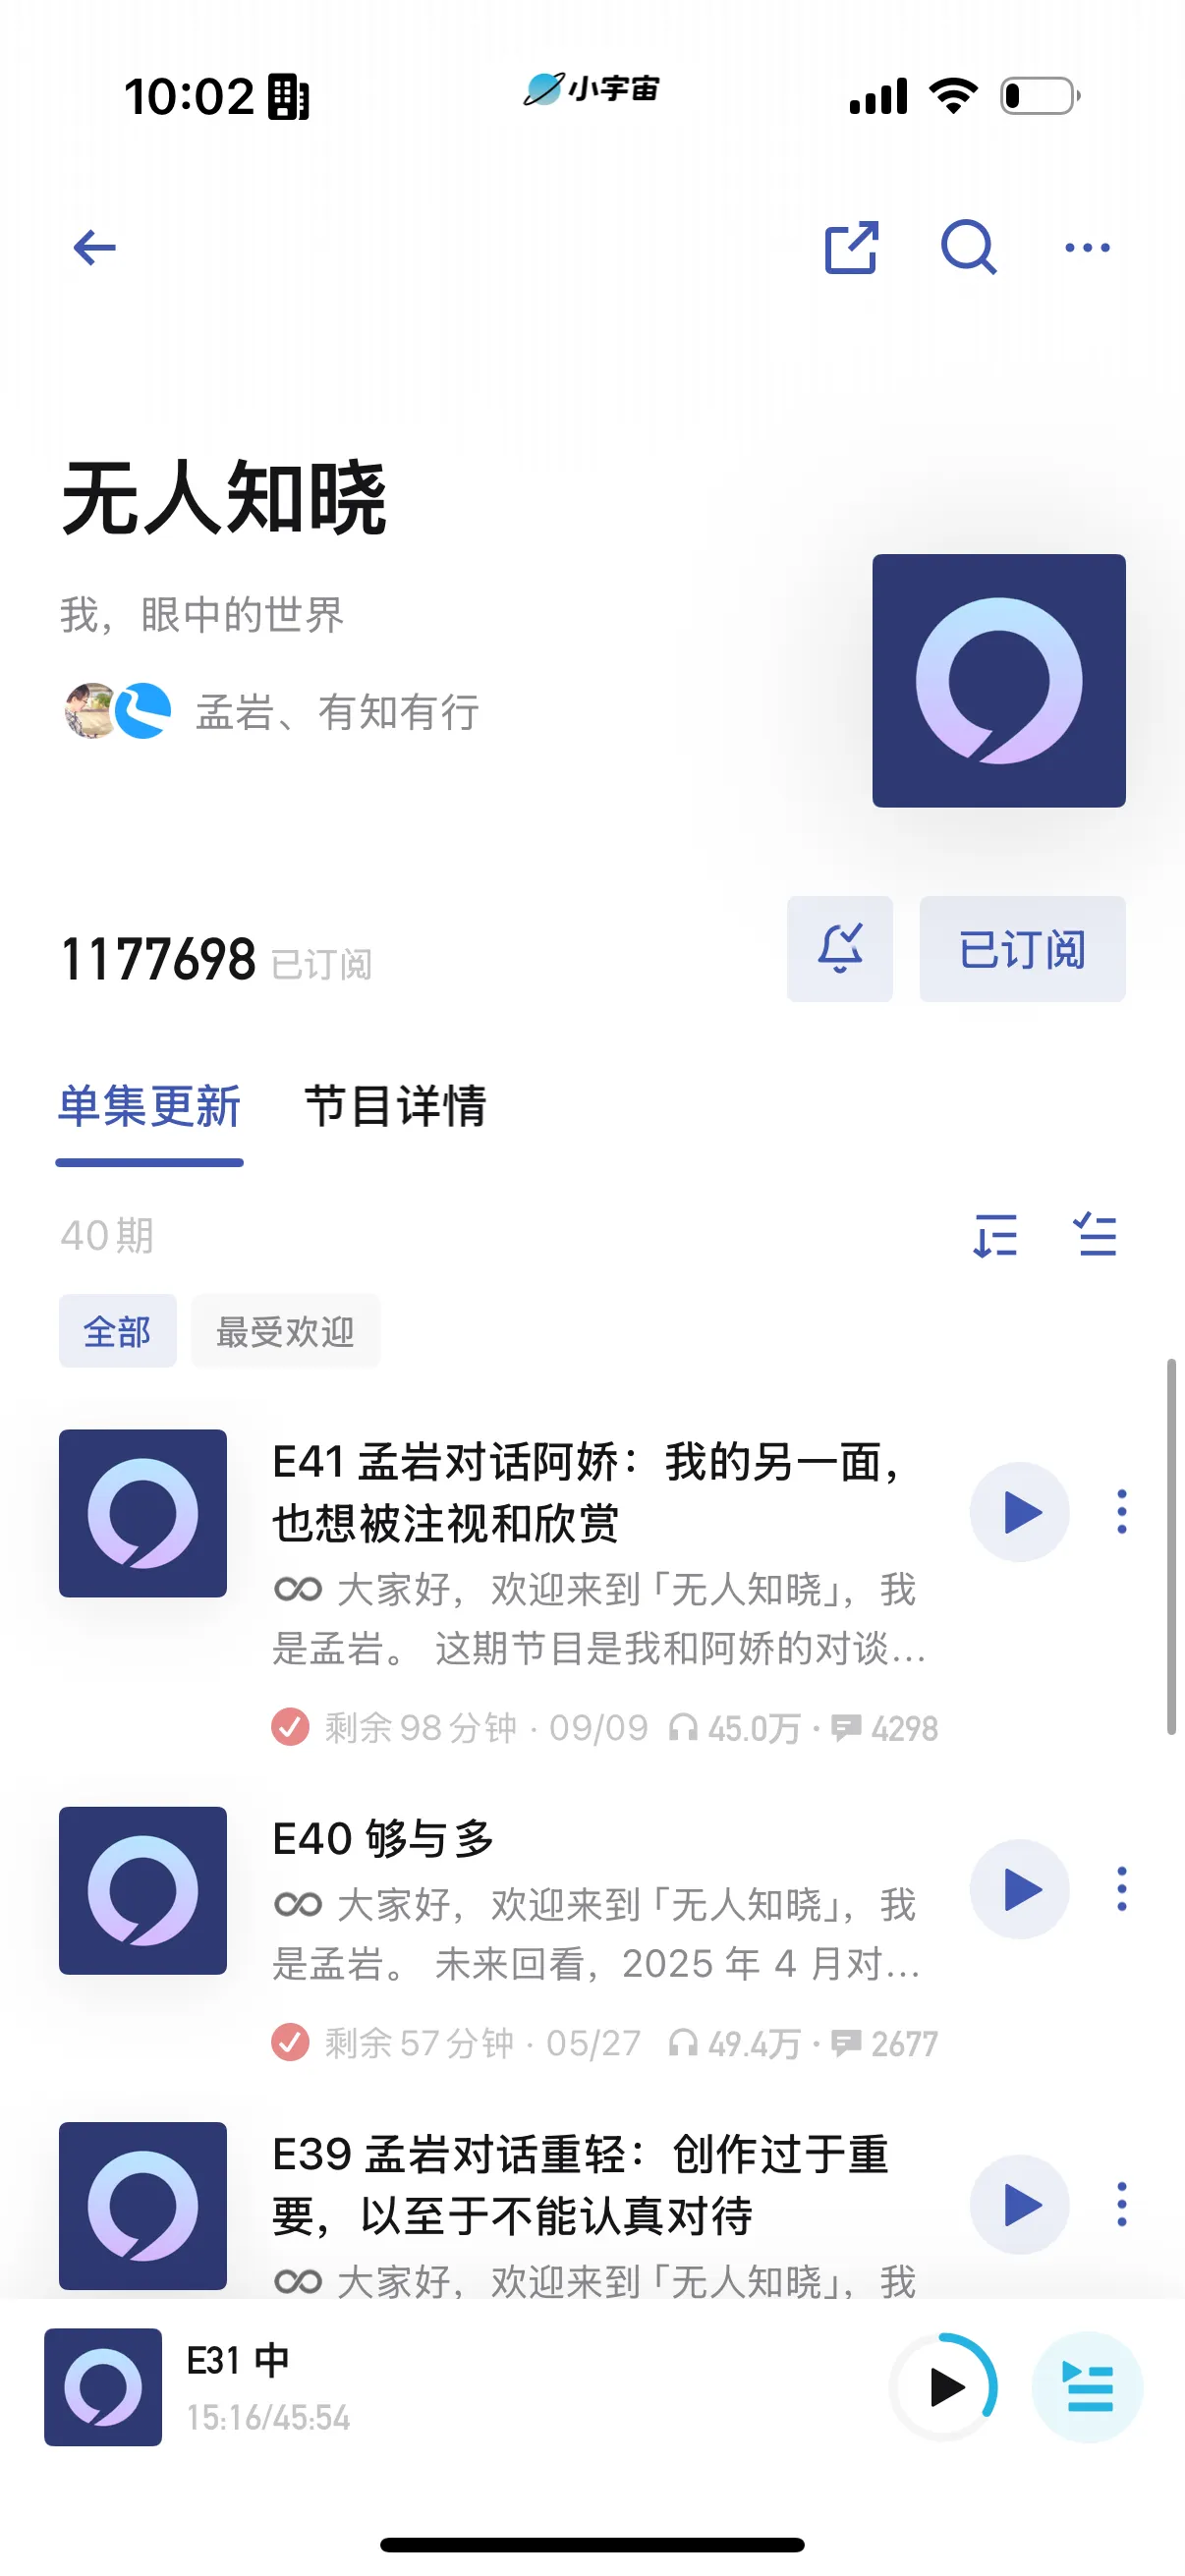 10:02
小宇宙
无人知晓
我，眼中的世界
孟岩、有知有行
1177698 已订阅
已订阅
单集更新 节目详情
40 期
全部 最受欢迎
E41 孟岩对话阿娇：我的另一面，
也想被注视和欣赏
大家好，欢迎来到「无人知晓」，我
是孟岩。 这期节目是我和阿娇的对谈...
剩余 98 分钟 · 09/09 45.0万 · 4298
E40 够与多
大家好，欢迎来到「无人知晓」，我
是孟岩。 未来回看，2025 年 4 月对...
剩余 57 分钟 · 05/27 49.4万 · 2677
E39 孟岩对话重轻：创作过于重
要，以至于不能认真对待
大家好，欢迎来到「无人知晓」，我
E31 中
15:16/45:54